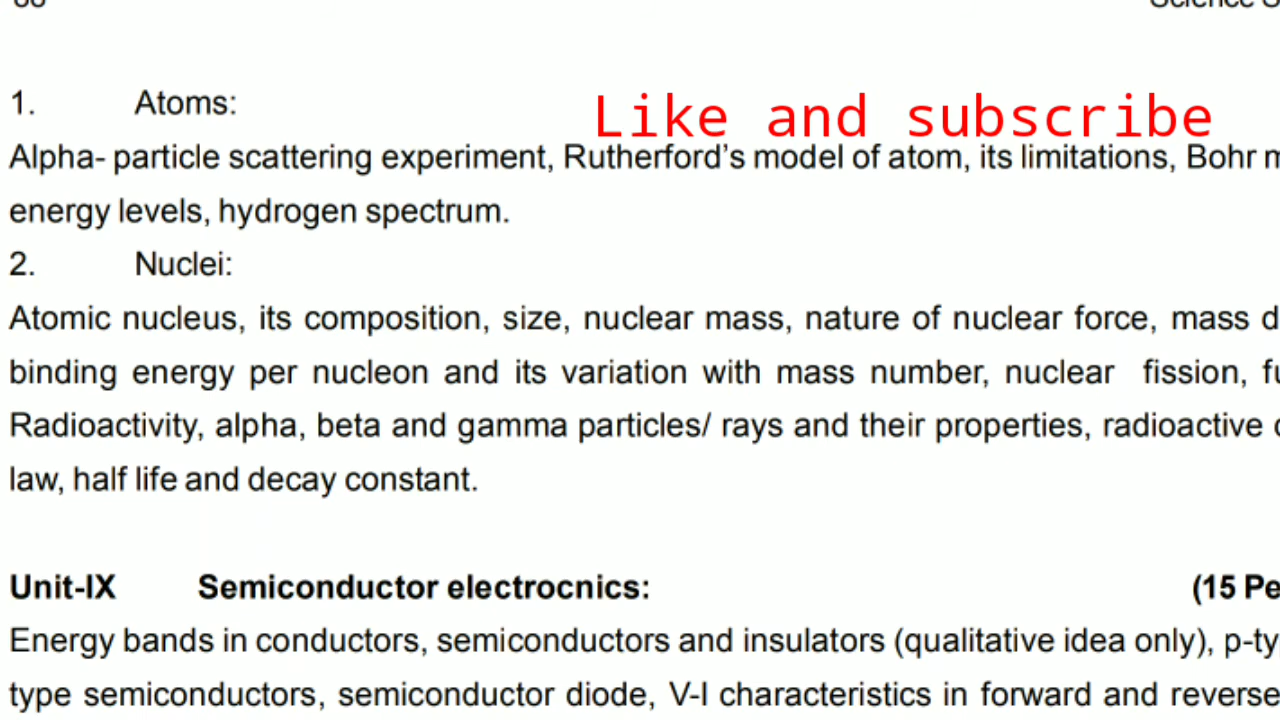 Science S
1. Atoms:
Like and subscribe
Alpha- particle scattering experiment, Rutherford’s model of atom, its limitations, Bohr m
energy levels, hydrogen spectrum.
2. Nuclei:
Atomic nucleus, its composition, size, nuclear mass, nature of nuclear force, mass d
binding energy per nucleon and its variation with mass number, nuclear fission, fu
Radioactivity, alpha, beta and gamma particles/ rays and their properties, radioactive
law, half life and decay constant.
Unit-IX Semiconductor electrocnics: (15 Pe
Energy bands in conductors, semiconductors and insulators (qualitative idea only), p-ty
type semiconductors, semiconductor diode, V-I characteristics in forward and reverse